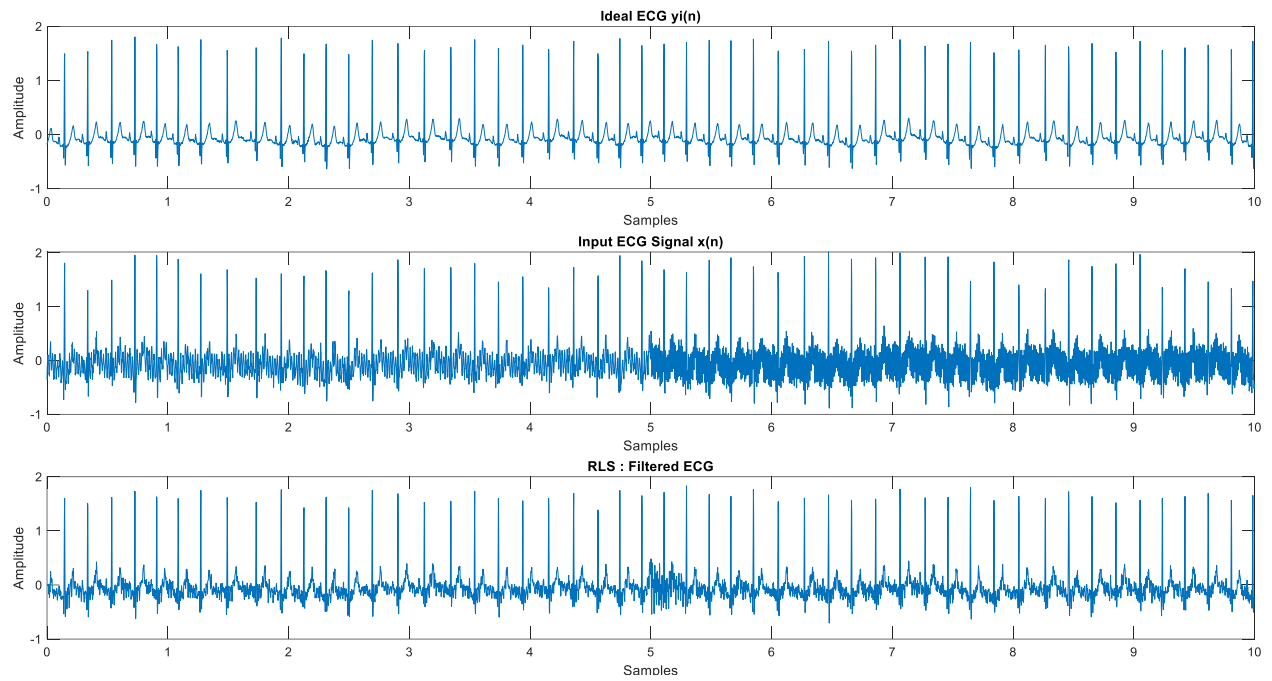 Ideal ECG yi(n)
2
1
0
-1
Amplitude
0 1 2 3 4 5 6 7 8 9 10
Samples
Input ECG Signal x(n)
2
1
0
-1
Amplitude
0 1 2 3 4 5 6 7 8 9 10
Samples
RLS : Filtered ECG
2
1
0
-1
Amplitude
0 1 2 3 4 5 6 7 8 9 10
Samples